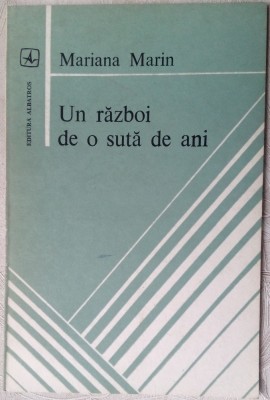 EDITURA ALBATROS
Mariana Marin
Un război
de o sută de ani